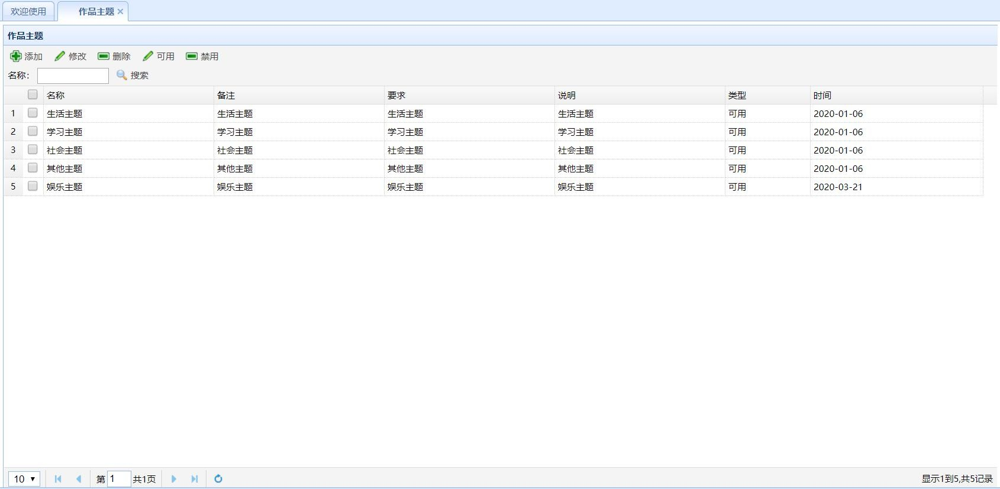 欢迎使用 作品主题
作品主题
添加 修改 删除 可用 禁用
名称: 搜索
名称 备注 要求 说明 类型 时间
1 生活主题 生活主题 生活主题 生活主题 可用 2020-01-06
2 学习主题 学习主题 学习主题 学习主题 可用 2020-01-06
3 社会主题 社会主题 社会主题 社会主题 可用 2020-01-06
4 其他主题 其他主题 其他主题 其他主题 可用 2020-01-06
5 娱乐主题 娱乐主题 娱乐主题 娱乐主题 可用 2020-03-21
10 第 1 共1页 显示1到5,共5记录